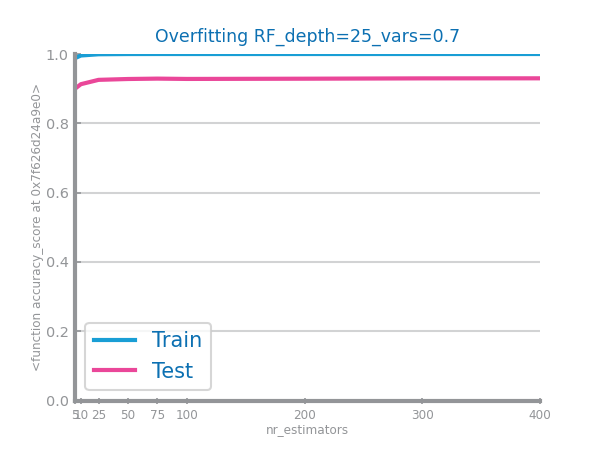 Overfitting RF_depth=25_vars=0.7
<function accuracy_score at 0x7f626d24a9e0>
1.0
0.8
0.6
0.4
0.2
0.0
Train
Test
5 10 25 50 75 100 200 300 400
nr_estimators